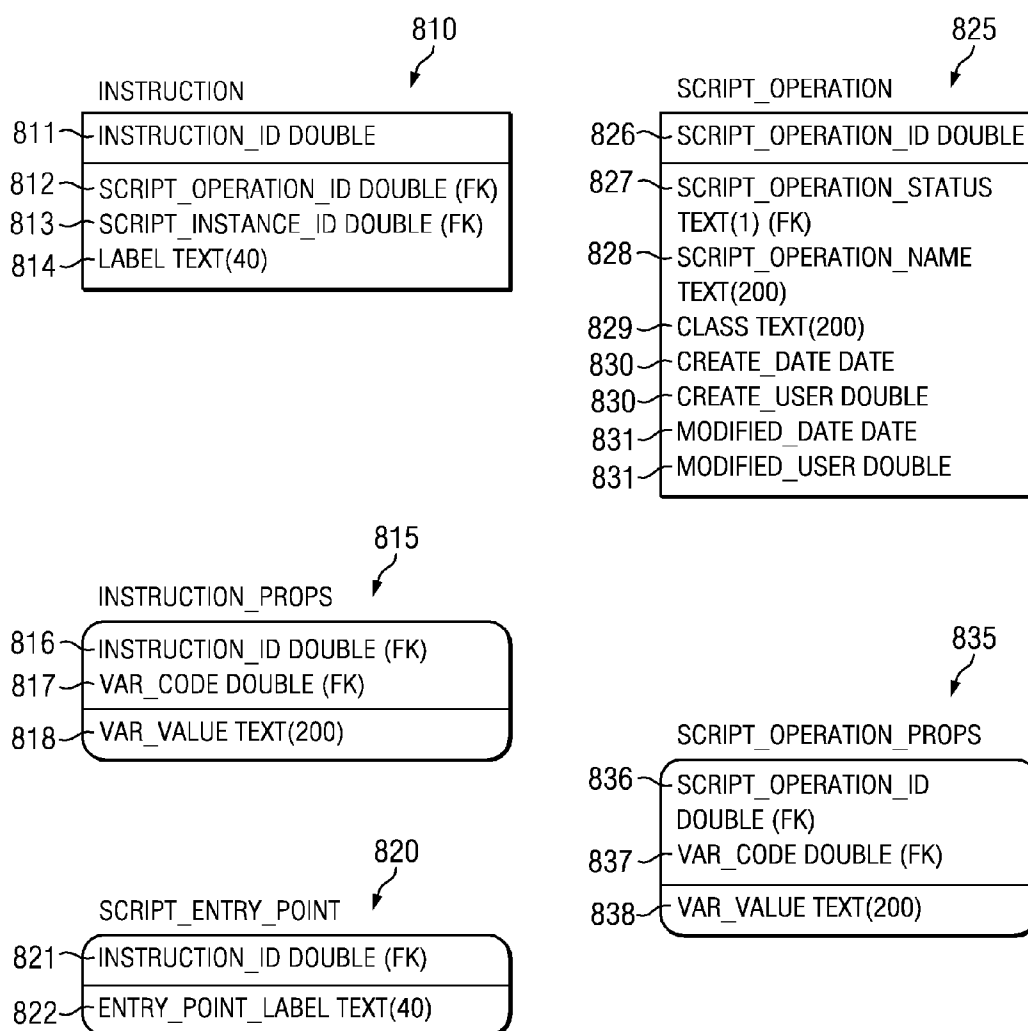 810
INSTRUCTION
811 INSTRUCTION_ID DOUBLE
812 SCRIPT_OPERATION_ID DOUBLE (FK)
813 SCRIPT_INSTANCE_ID DOUBLE (FK)
814 LABEL TEXT(40)
815
INSTRUCTION_PROPS
816 INSTRUCTION_ID DOUBLE (FK)
817 VAR_CODE DOUBLE (FK)
818 VAR_VALUE TEXT(200)
820
SCRIPT_ENTRY_POINT
821 INSTRUCTION_ID DOUBLE (FK)
822 ENTRY_POINT_LABEL TEXT(40)
825
SCRIPT_OPERATION
826 SCRIPT_OPERATION_ID DOUBLE
827 SCRIPT_OPERATION_STATUS
TEXT(1) (FK)
828 SCRIPT_OPERATION_NAME
TEXT(200)
829 CLASS TEXT(200)
830 CREATE_DATE DATE
830 CREATE_USER DOUBLE
831 MODIFIED_DATE DATE
831 MODIFIED_USER DOUBLE
835
SCRIPT_OPERATION_PROPS
836 SCRIPT_OPERATION_ID
DOUBLE (FK)
837 VAR_CODE DOUBLE (FK)
838 VAR_VALUE TEXT(200)